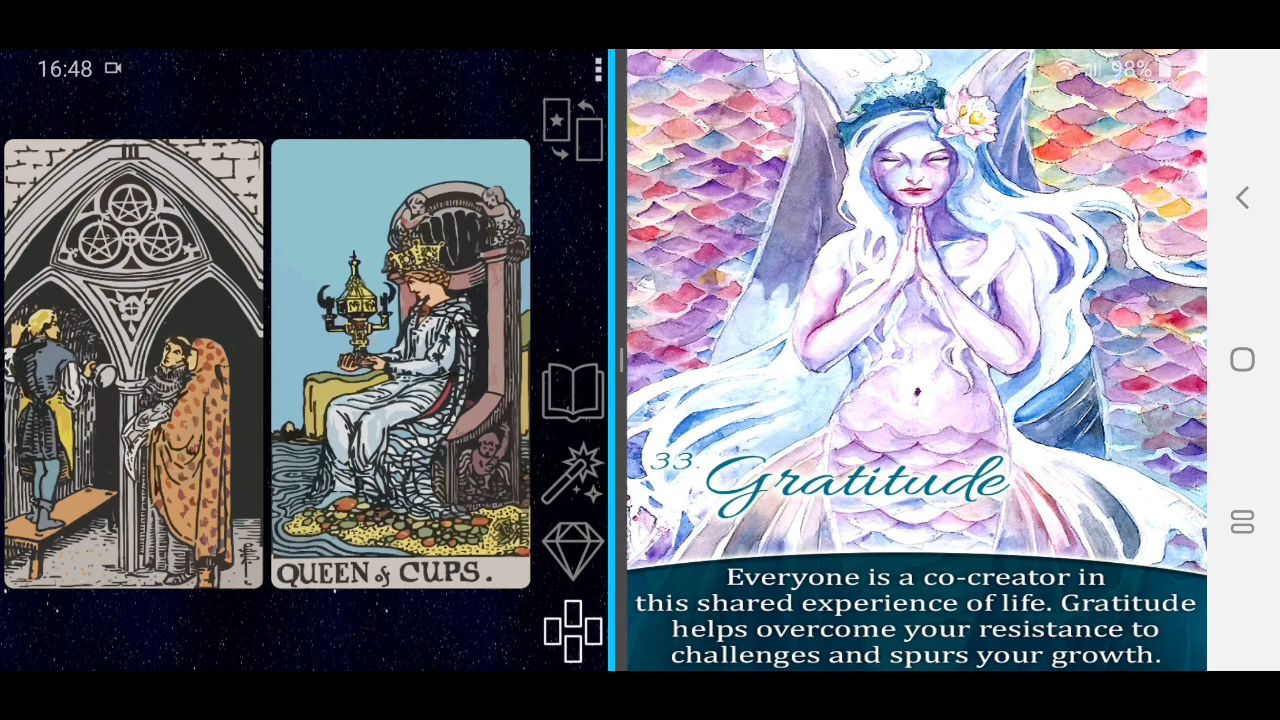 16:48
98%
III
QUEEN of CUPS.
33. Gratitude
Everyone is a co-creator in
this shared experience of life. Gratitude
helps overcome your resistance to
challenges and spurs your growth.